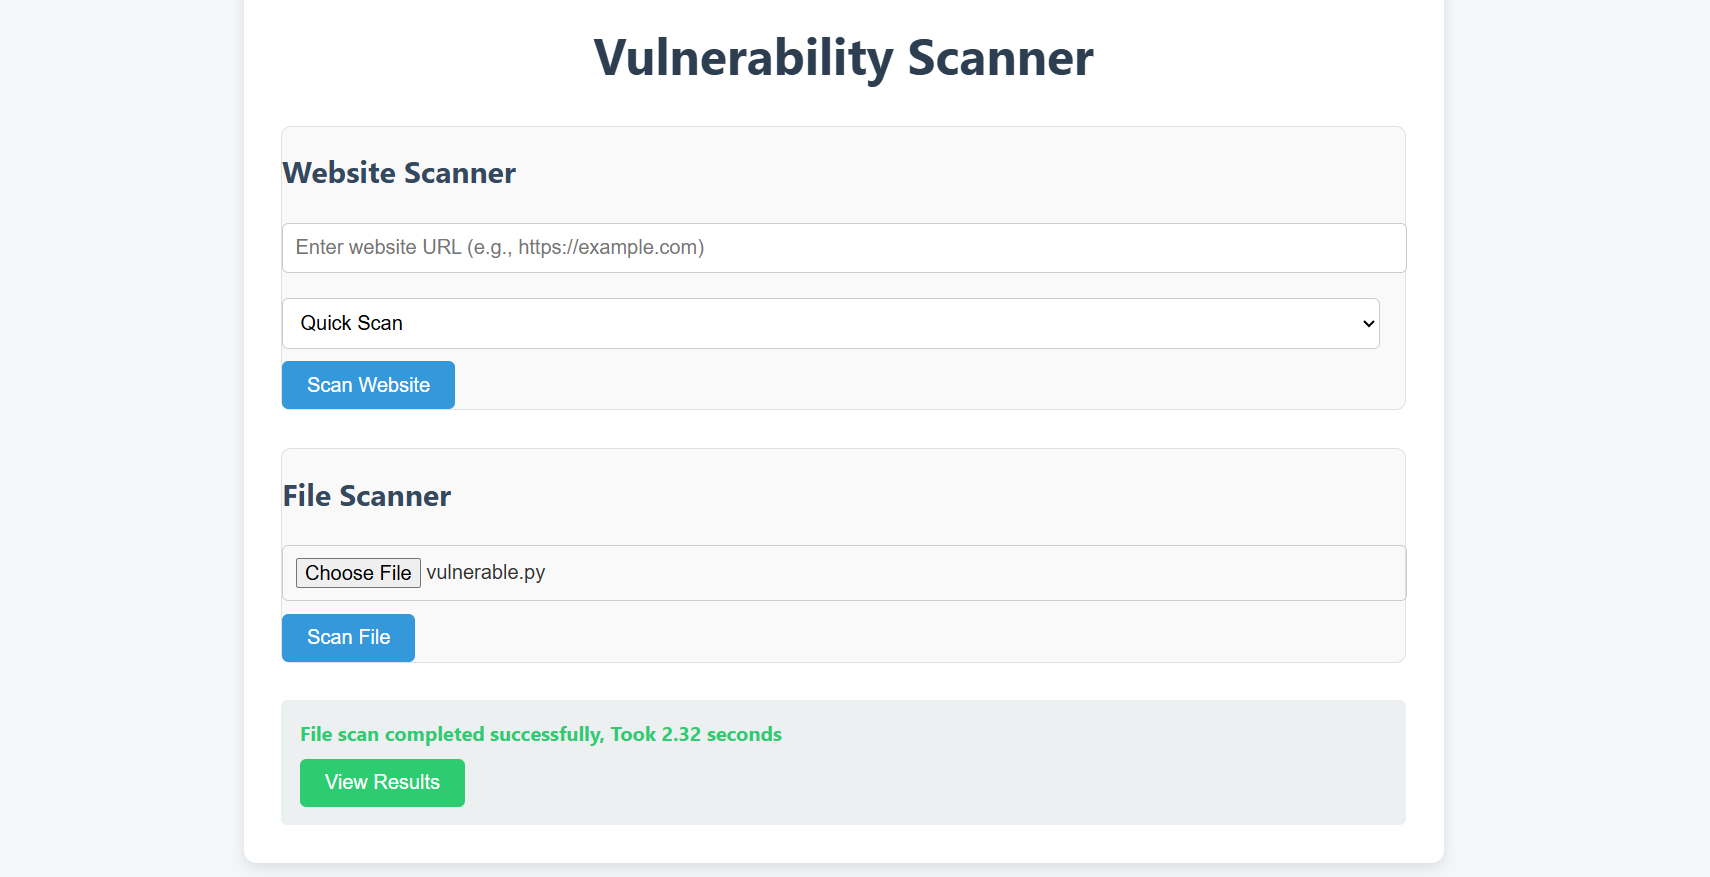 Vulnerability Scanner
Website Scanner
Enter website URL (e.g., https://example.com)
Quick Scan
Scan Website
File Scanner
Choose File vulnerable.py
Scan File
File scan completed successfully, Took 2.32 seconds
View Results